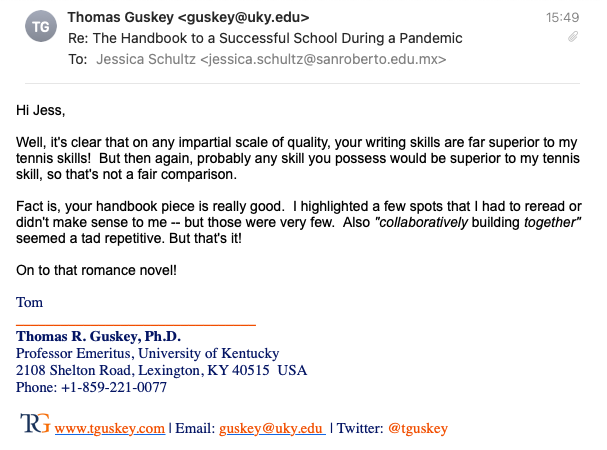 TG
Thomas Guskey <guskey@uky.edu>
15:49
Re: The Handbook to a Successful School During a Pandemic
To: Jessica Schultz <jessica.schultz@sanroberto.edu.mx>
Hi Jess,
Well, it's clear that on any impartial scale of quality, your writing skills are far superior to my
tennis skills!  But then again, probably any skill you possess would be superior to my tennis
skill, so that's not a fair comparison.
Fact is, your handbook piece is really good.  I highlighted a few spots that I had to reread or
didn't make sense to me -- but those were very few.  Also "collaboratively building together"
seemed a tad repetitive. But that's it!
On to that romance novel!
Tom
Thomas R. Guskey, Ph.D.
Professor Emeritus, University of Kentucky
2108 Shelton Road, Lexington, KY 40515  USA
Phone: +1-859-221-0077
TRG www.tguskey.com | Email: guskey@uky.edu | Twitter: @tguskey